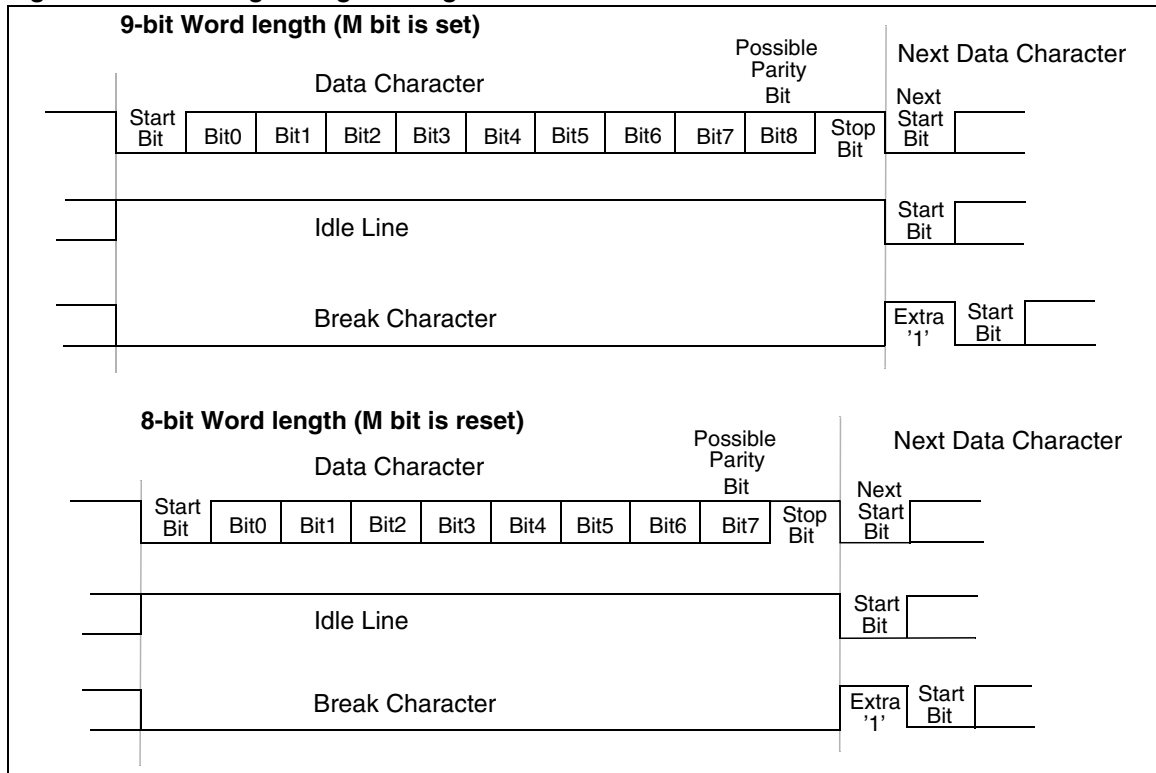 9-bit Word length (M bit is set)
Possible
Parity
Bit
Next Data Character
Data Character
Start
Bit
Bit0
Bit1
Bit2
Bit3
Bit4
Bit5
Bit6
Bit7
Bit8
Stop
Bit
Next
Start
Bit
Idle Line
Start
Bit
Break Character
Extra
'1'
Start
Bit
8-bit Word length (M bit is reset)
Possible
Parity
Bit
Next Data Character
Data Character
Start
Bit
Bit0
Bit1
Bit2
Bit3
Bit4
Bit5
Bit6
Bit7
Stop
Bit
Next
Start
Bit
Idle Line
Start
Bit
Break Character
Extra
'1'
Start
Bit